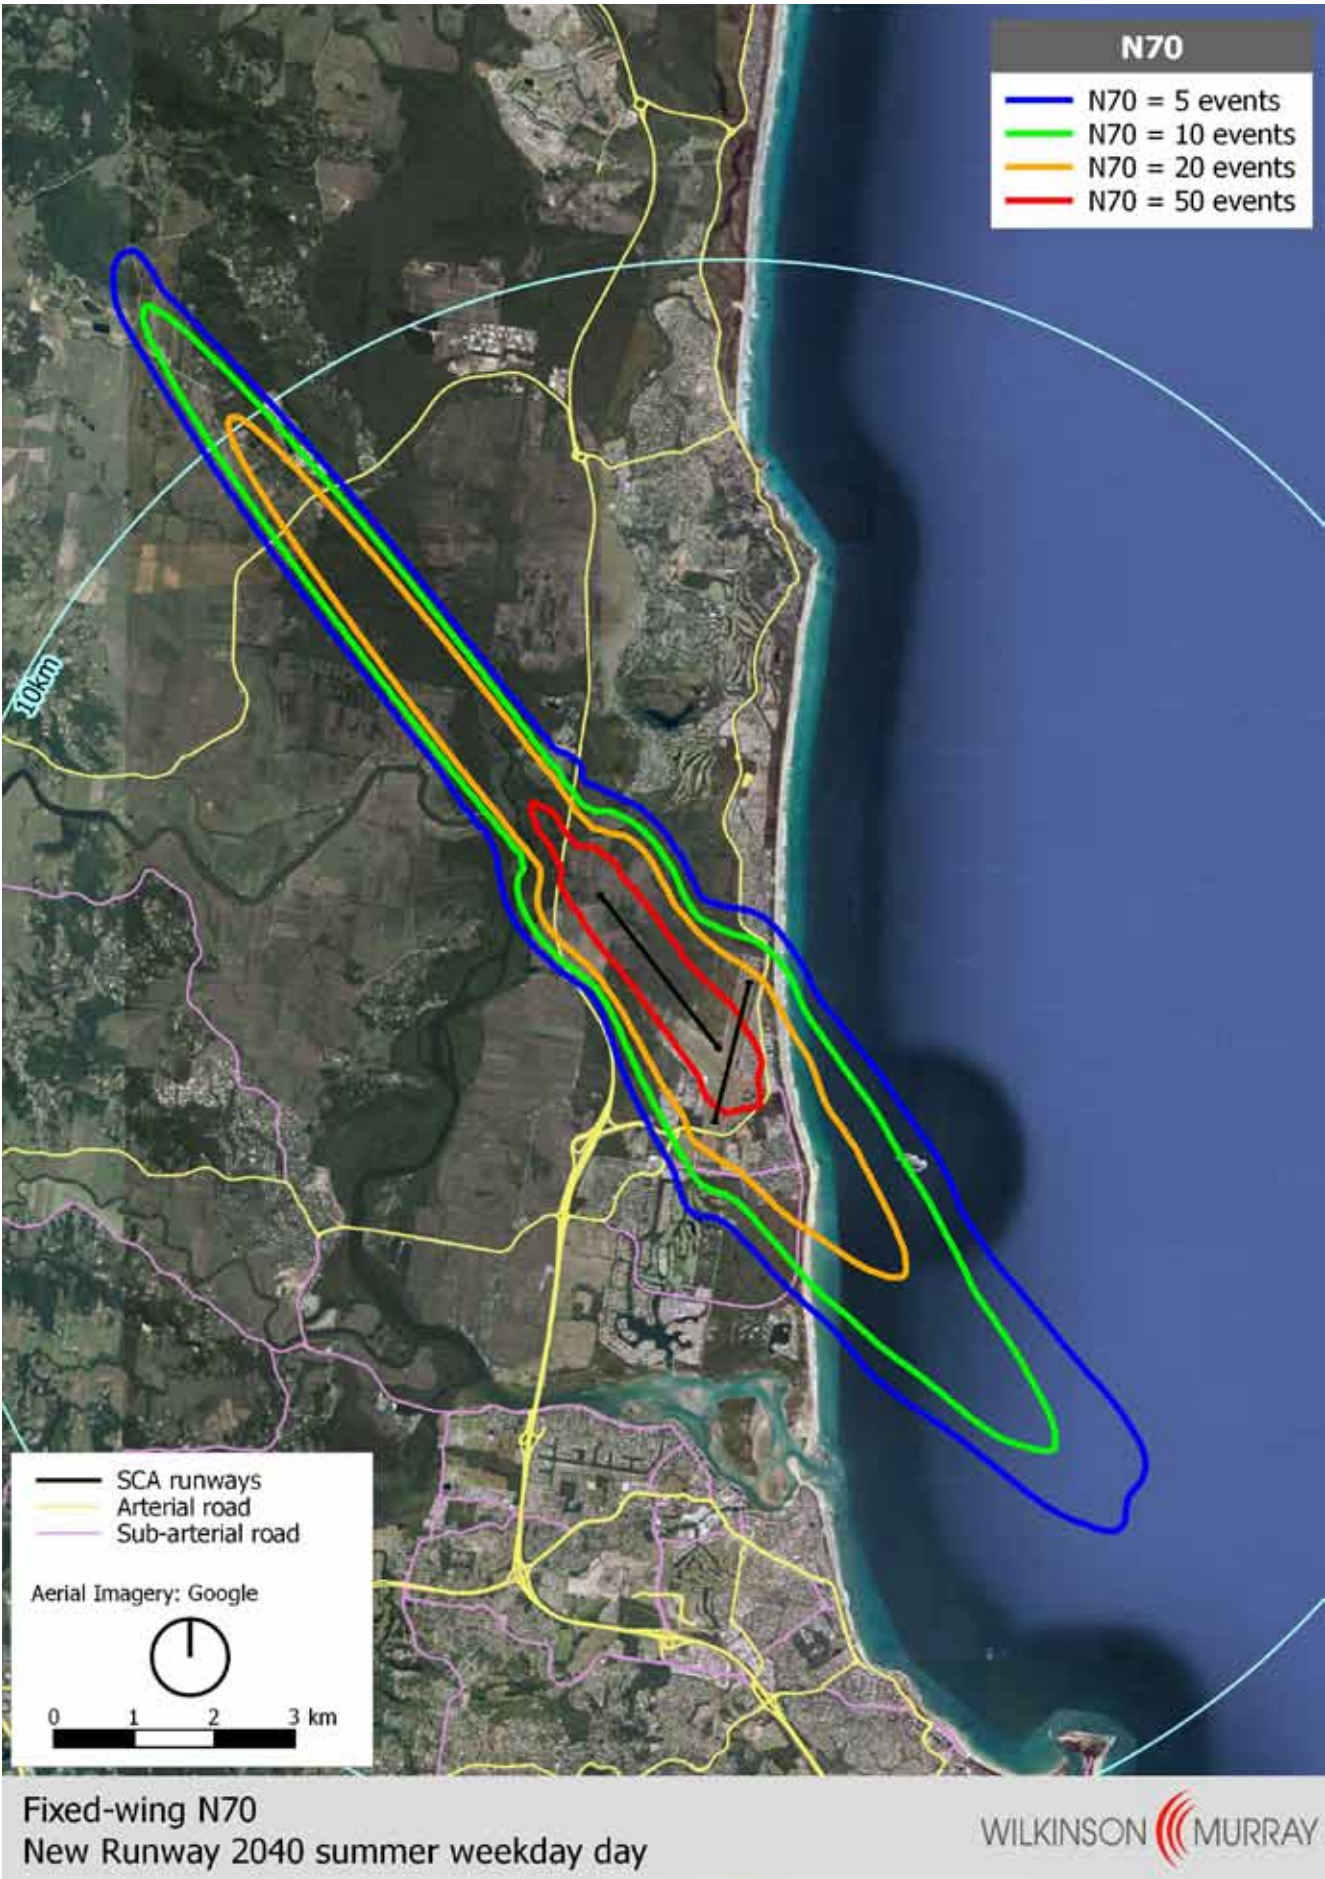 N70
N70 = 5 events
N70 = 10 events
N70 = 20 events
N70 = 50 events
10km
SCA runways
Arterial road
Sub-arterial road
Aerial Imagery: Google
0 1 2 3 km
Fixed-wing N70
New Runway 2040 summer weekday day
WILKINSON MURRAY